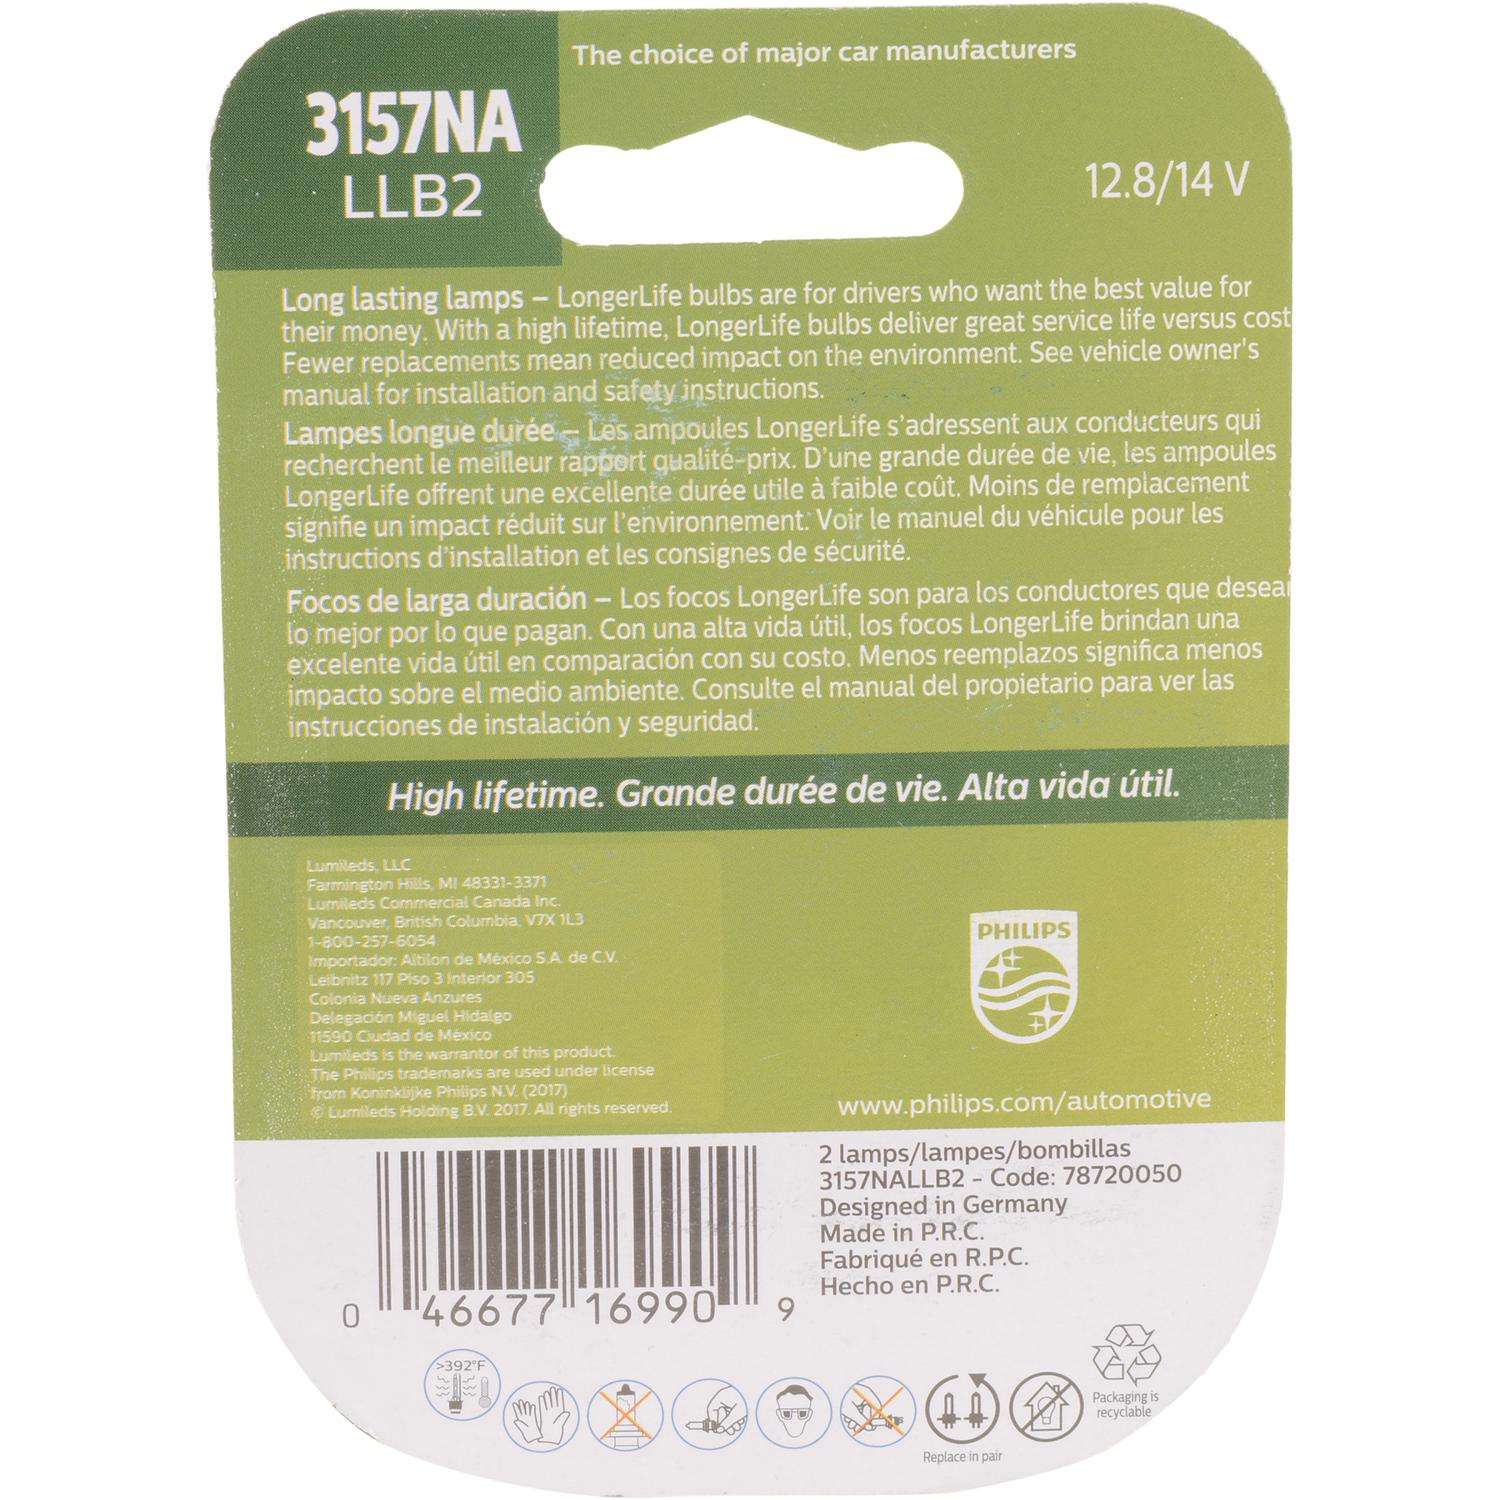 The choice of major car manufacturers
3157NA
LLB2
12.8/14 V
Long lasting lamps – LongerLife bulbs are for drivers who want the best value for
their money. With a high lifetime, LongerLife bulbs deliver great service life versus cost
Fewer replacements mean reduced impact on the environment. See vehicle owner's
manual for installation and safety instructions.
Lampes longue durée – Les ampoules LongerLife s'adressent aux conducteurs qui
recherchent le meilleur rapport qualité-prix. D'une grande durée de vie, les ampoules
LongerLife offrent une excellente durée utile à faible coût. Moins de remplacement
signifie un impact réduit sur l'environnement. Voir le manuel du véhicule pour les
instructions d'installation et les consignes de sécurité.
Focos de larga duración – Los focos LongerLife son para los conductores que desean
lo mejor por lo que pagan. Con una alta vida útil, los focos LongerLife brindan una
excelente vida útil en comparación con su costo. Menos reemplazos significa menos
impacto sobre el medio ambiente. Consulte el manual del propietario para ver las
instrucciones de instalación y seguridad.
High lifetime. Grande durée de vie. Alta vida útil.
Lumileds, LLC
Farmington Hills, MI 48331-3371
Lumileds Commercial Canada Inc.
Vancouver, British Columbia, V7X 1L3
1-800-257-6054
Importador: Altilon de México S.A. de C.V.
Leibnitz 117 Piso 3 Interior 305
Colonia Nueva Anzures
Delegación Miguel Hidalgo
11590 Ciudad de México
Lumileds is the warrantor of this product.
The Philips trademarks are used under license
from Koninklijke Philips N.V. (2017)
© Lumileds Holding B.V. 2017. All rights reserved.
PHILIPS
www.philips.com/automotive
2 lamps/lampes/bombillas
3157NALLB2 - Code: 78720050
Designed in Germany
Made in P.R.C.
Fabriqué en R.P.C.
Hecho en P.R.C.
0 46677 16990 9
>392°F
Replace in pair
Packaging is
recyclable